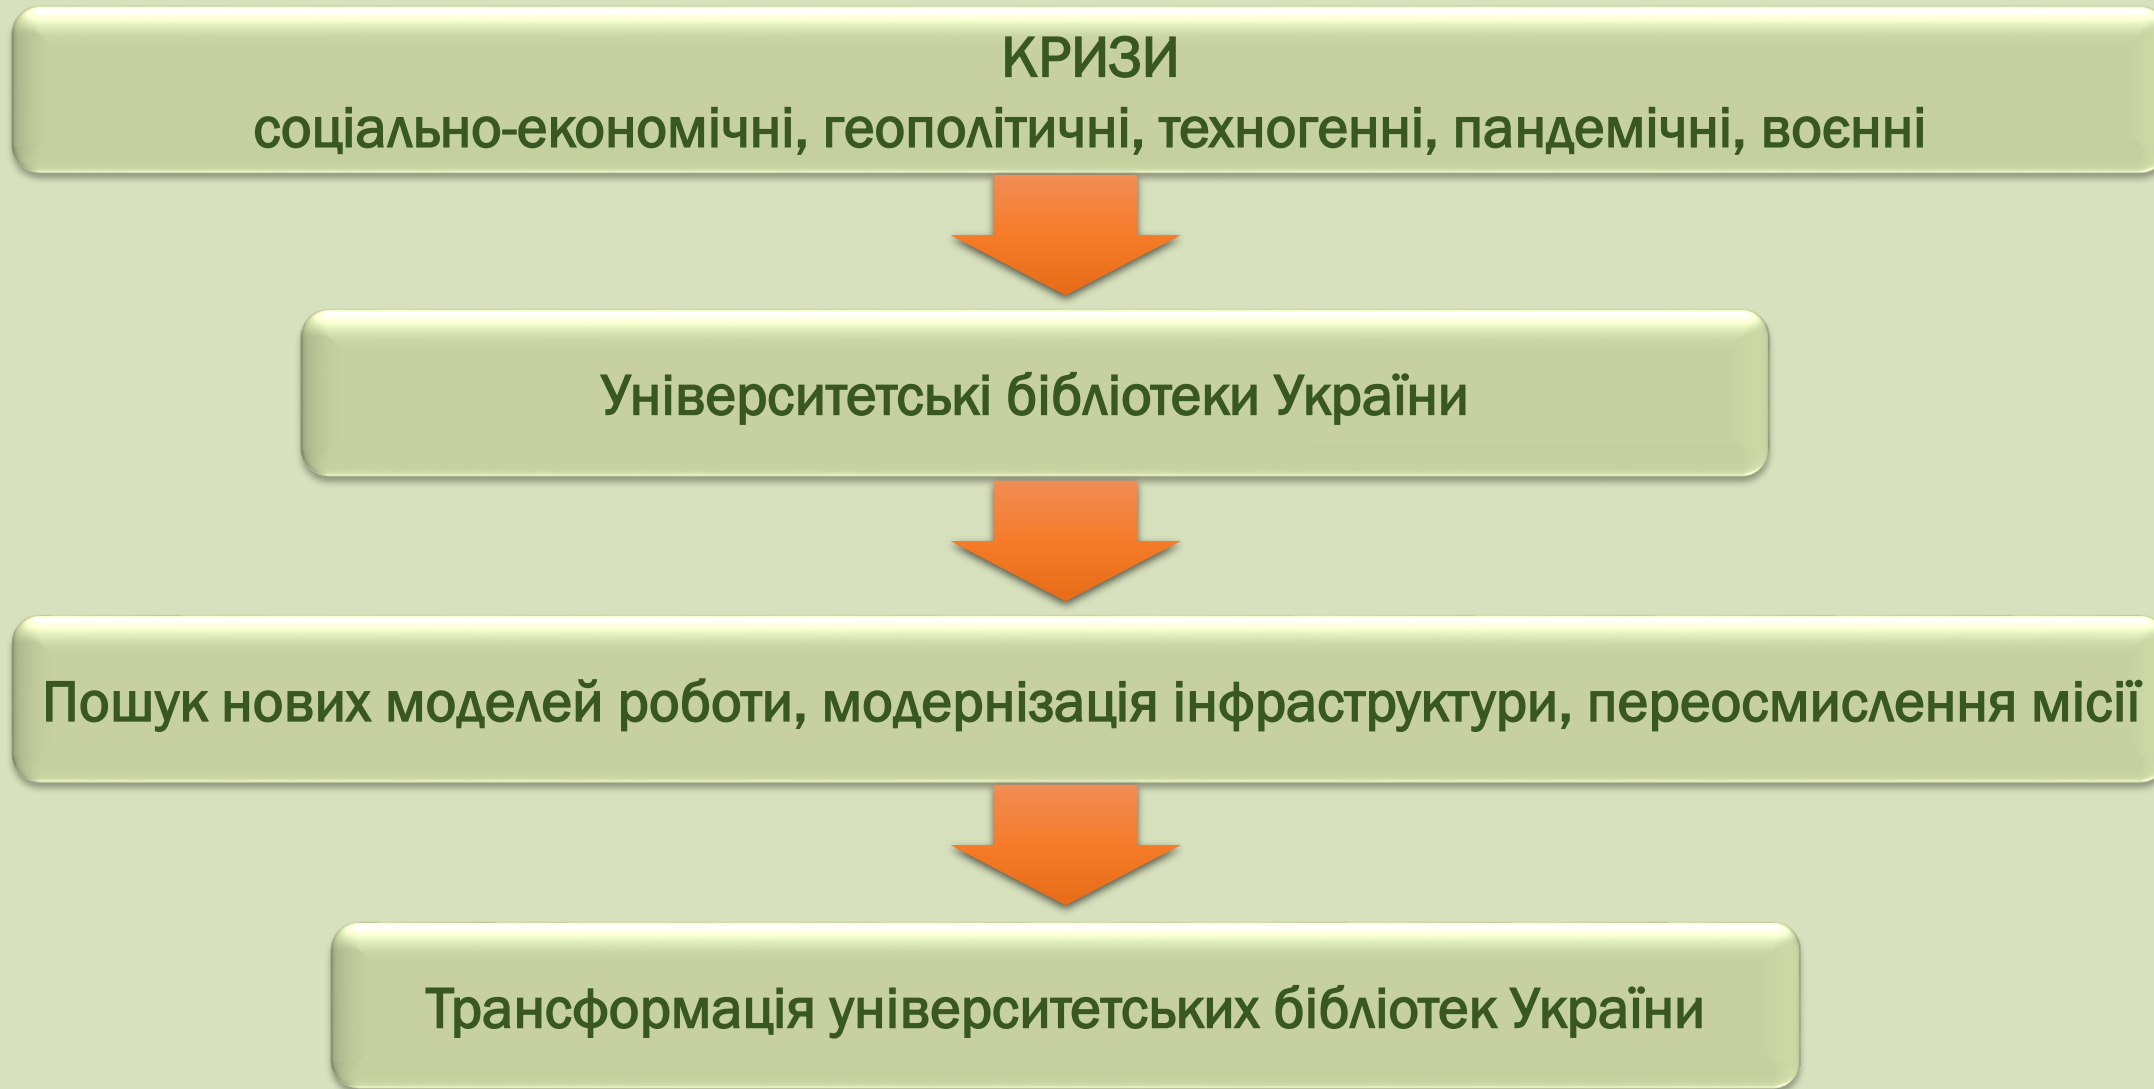 КРИЗИ
соціально-економічні, геополітичні, техногенні, пандемічні, воєнні
Університетські бібліотеки України
Пошук нових моделей роботи, модернізація інфраструктури, переосмислення місії
Трансформація університетських бібліотек України